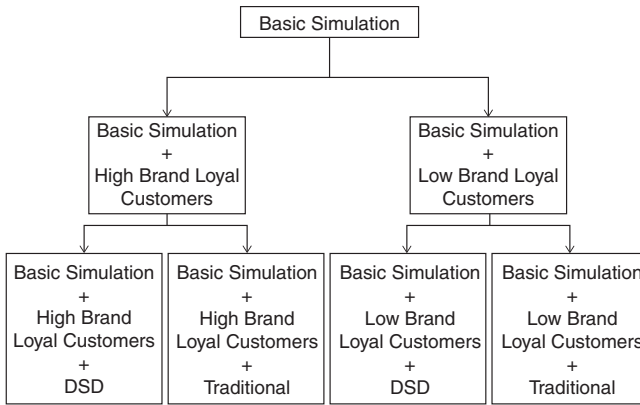 Basic Simulation
Basic Simulation
+
High Brand Loyal
Customers
Basic Simulation
+
Low Brand Loyal
Customers
Basic Simulation
+
High Brand
Loyal Customers
+
DSD
Basic Simulation
+
High Brand
Loyal Customers
+
Traditional
Basic Simulation
+
Low Brand
Loyal Customers
+
DSD
Basic Simulation
+
Low Brand
Loyal Customers
+
Traditional